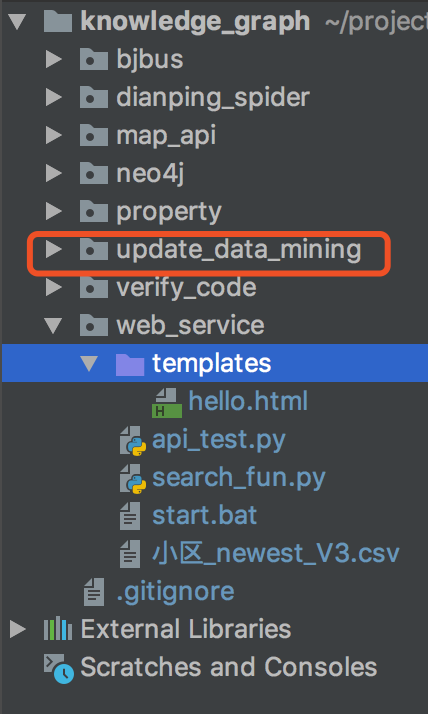 knowledge_graph ~/project
bjbus
dianping_spider
map_api
neo4j
property
update_data_mining
verify_code
web_service
templates
H hello.html
api_test.py
search_fun.py
start.bat
小区_newest_V3.csv
.gitignore
External Libraries
Scratches and Consoles